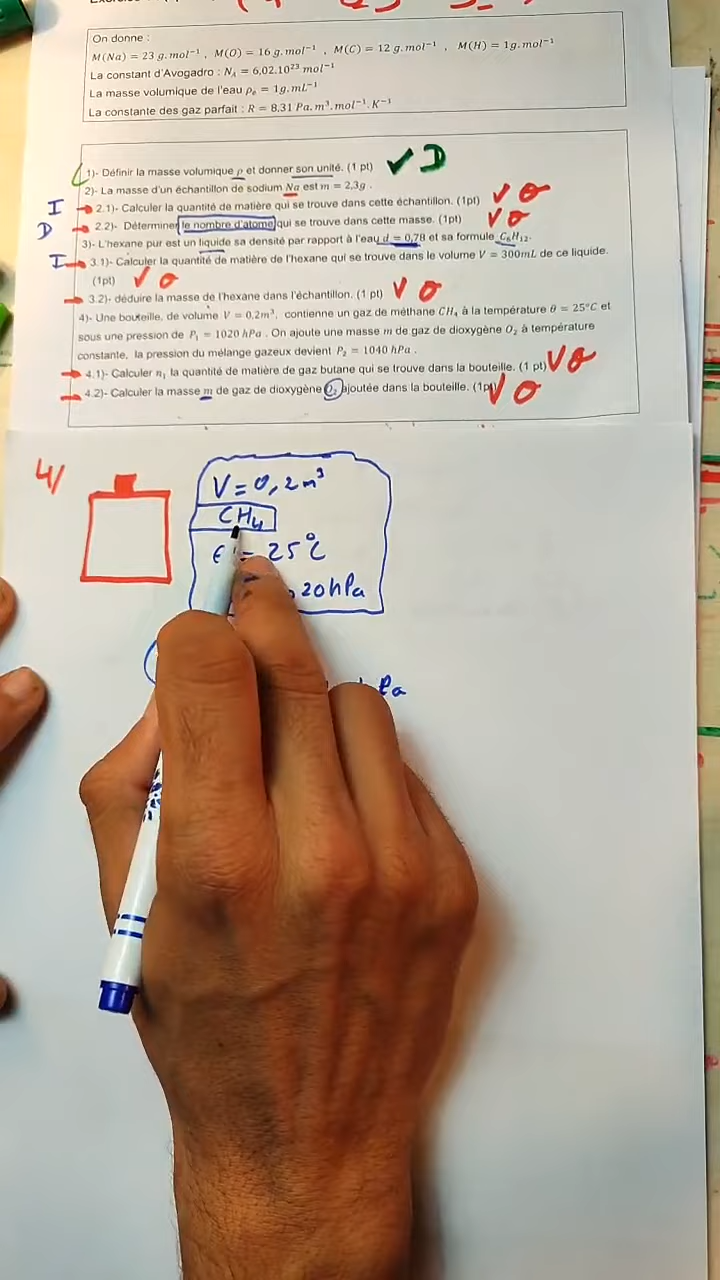 On donne :
M(Na) = 23 g.mol⁻¹ , M(O) = 16 g.mol⁻¹ , M(C) = 12 g.mol⁻¹ , M(H) = 1g.mol⁻¹
La constant d'Avogadro : Nₐ = 6,02.10²³ mol⁻¹
La masse volumique de l'eau ρₑ = 1g.mL⁻¹
La constante des gaz parfait : R = 8.31 Pa.m³.mol⁻¹.K⁻¹
1)- Définir la masse volumique ρ et donner son unité. (1 pt) D
2)- La masse d'un échantillon de sodium Na est m = 2,3g .
I 2.1)- Calculer la quantité de matière qui se trouve dans cette échantillon. (1pt)
D 2.2)- Déterminer le nombre d'atome qui se trouve dans cette masse. (1pt)
3)- L'hexane pur est un liquide sa densité par rapport à l'eau d = 0,78 et sa formule C₆H₁₂.
I 3.1)- Calculer la quantité de matière de l'hexane qui se trouve dans le volume V = 300mL de ce liquide.
(1pt)
3.2)- déduire la masse de l'hexane dans l'échantillon. (1 pt)
4)- Une bouteille, de volume V = 0,2m³, contienne un gaz de méthane CH₄ à la température θ = 25°C et
sous une pression de P₁ = 1020 hPa . On ajoute une masse m de gaz de dioxygène O₂ à température
constante, la pression du mélange gazeux devient P₂ = 1040 hPa .
4.1)- Calculer n₁ la quantité de matière de gaz butane qui se trouve dans la bouteille. (1 pt)
4.2)- Calculer la masse m de gaz de dioxygène O₂ ajoutée dans la bouteille. (1pt)
4/
V = 0,2m³
CH₄
= 25°C
20hPa
Pa